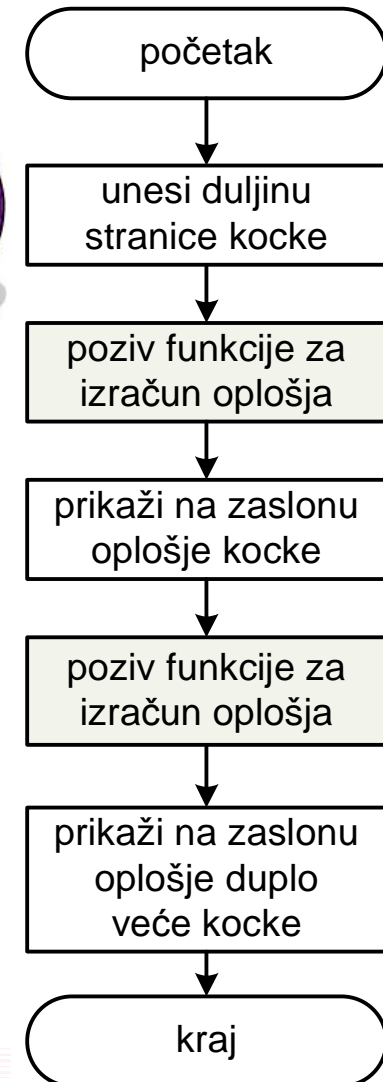 početak
unesi duljinu
stranice kocke
poziv funkcije za
izračun oplošja
prikaži na zaslonu
oplošje kocke
poziv funkcije za
izračun oplošja
prikaži na zaslonu
oplošje duplo
veće kocke
kraj